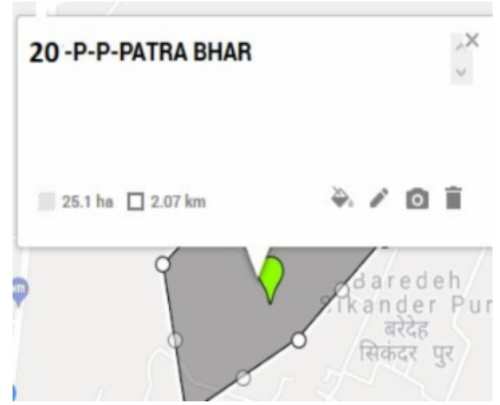 20-P-P-PATRA BHAR
25.1 ha 2.07 km
Baredeh
Sikander Pur
बरेदेह
सिकंदर पुर